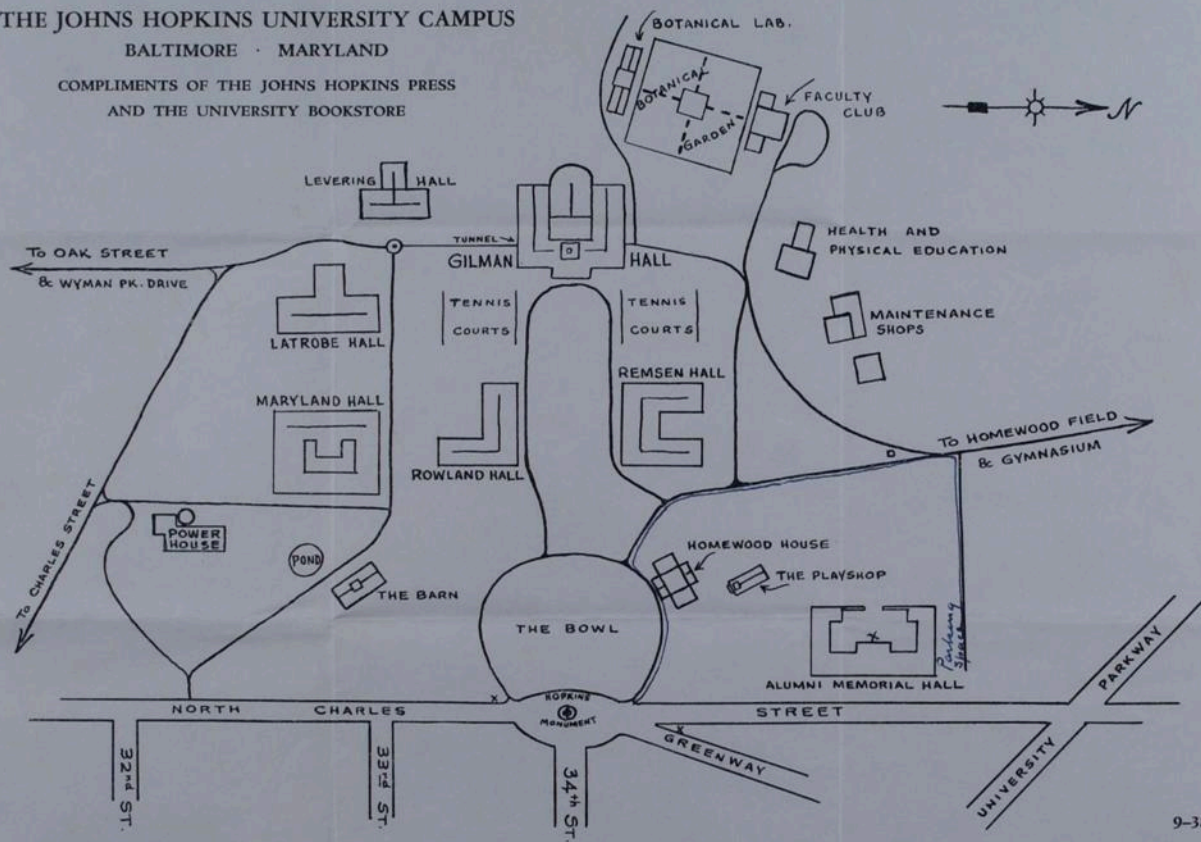 THE JOHNS HOPKINS UNIVERSITY CAMPUS
BALTIMORE · MARYLAND
COMPLIMENTS OF THE JOHNS HOPKINS PRESS
AND THE UNIVERSITY BOOKSTORE
BOTANICAL LAB.
BOTANICAL
GARDEN
FACULTY
CLUB
N
LEVERING HALL
TUNNEL
GILMAN HALL
HEALTH AND
PHYSICAL EDUCATION
TO OAK STREET
& WYMAN PK. DRIVE
TENNIS
COURTS
TENNIS
COURTS
MAINTENANCE
SHOPS
LATROBE HALL
REMSEN HALL
MARYLAND HALL
ROWLAND HALL
TO HOMEWOOD FIELD
& GYMNASIUM
TO CHARLES STREET
POWER
HOUSE
POND
THE BARN
HOMEWOOD HOUSE
THE PLAYSHOP
THE BOWL
X
Parking
Space
ALUMNI MEMORIAL HALL
X
HOPKINS
MONUMENT
NORTH CHARLES STREET
X
GREENWAY
UNIVERSITY PARKWAY
32nd ST.
33rd ST.
34th ST.